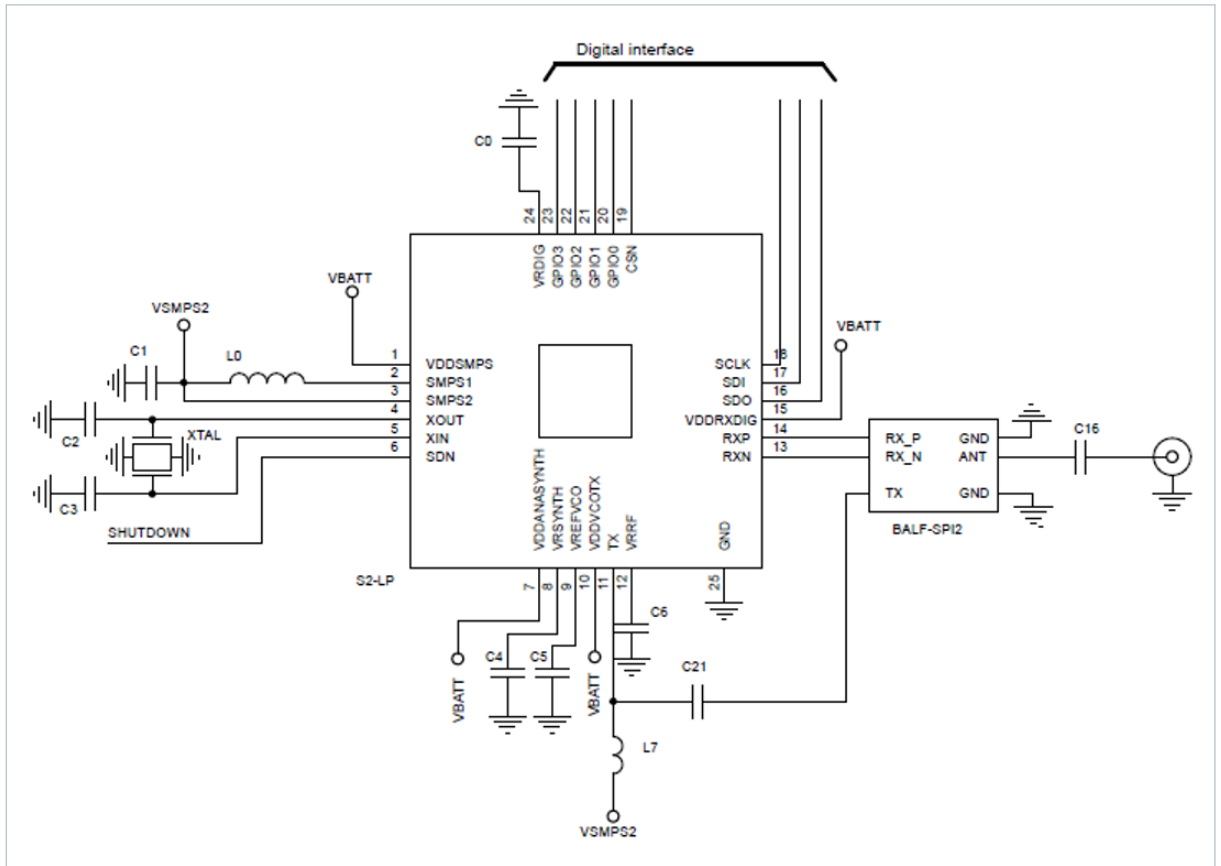 Digital interface
C0
24
23
22
21
20
19
VRDIG
GPIO3
GPIO2
GPIO1
GPIO0
CSN
VBATT
VSMPS2
C1
L0
1
2
3
4
5
6
VDDSMPS
SMPS1
SMPS2
XOUT
XIN
SDN
C2
XTAL
C3
SHUTDOWN
SCLK
SDI
SDO
VDDRXDIG
RXP
RXN
18
17
16
15
14
13
VBATT
RX_P
RX_N
TX
GND
ANT
GND
BALF-SPI2
C16
VDDANASYNTH
VRSYNTH
VREFVCO
VDDVCOTX
TX
VRRF
GND
S2-LP
7
8
9
10
11
12
25
VBATT
C4
C5
VBATT
C6
C21
L7
VSMPS2